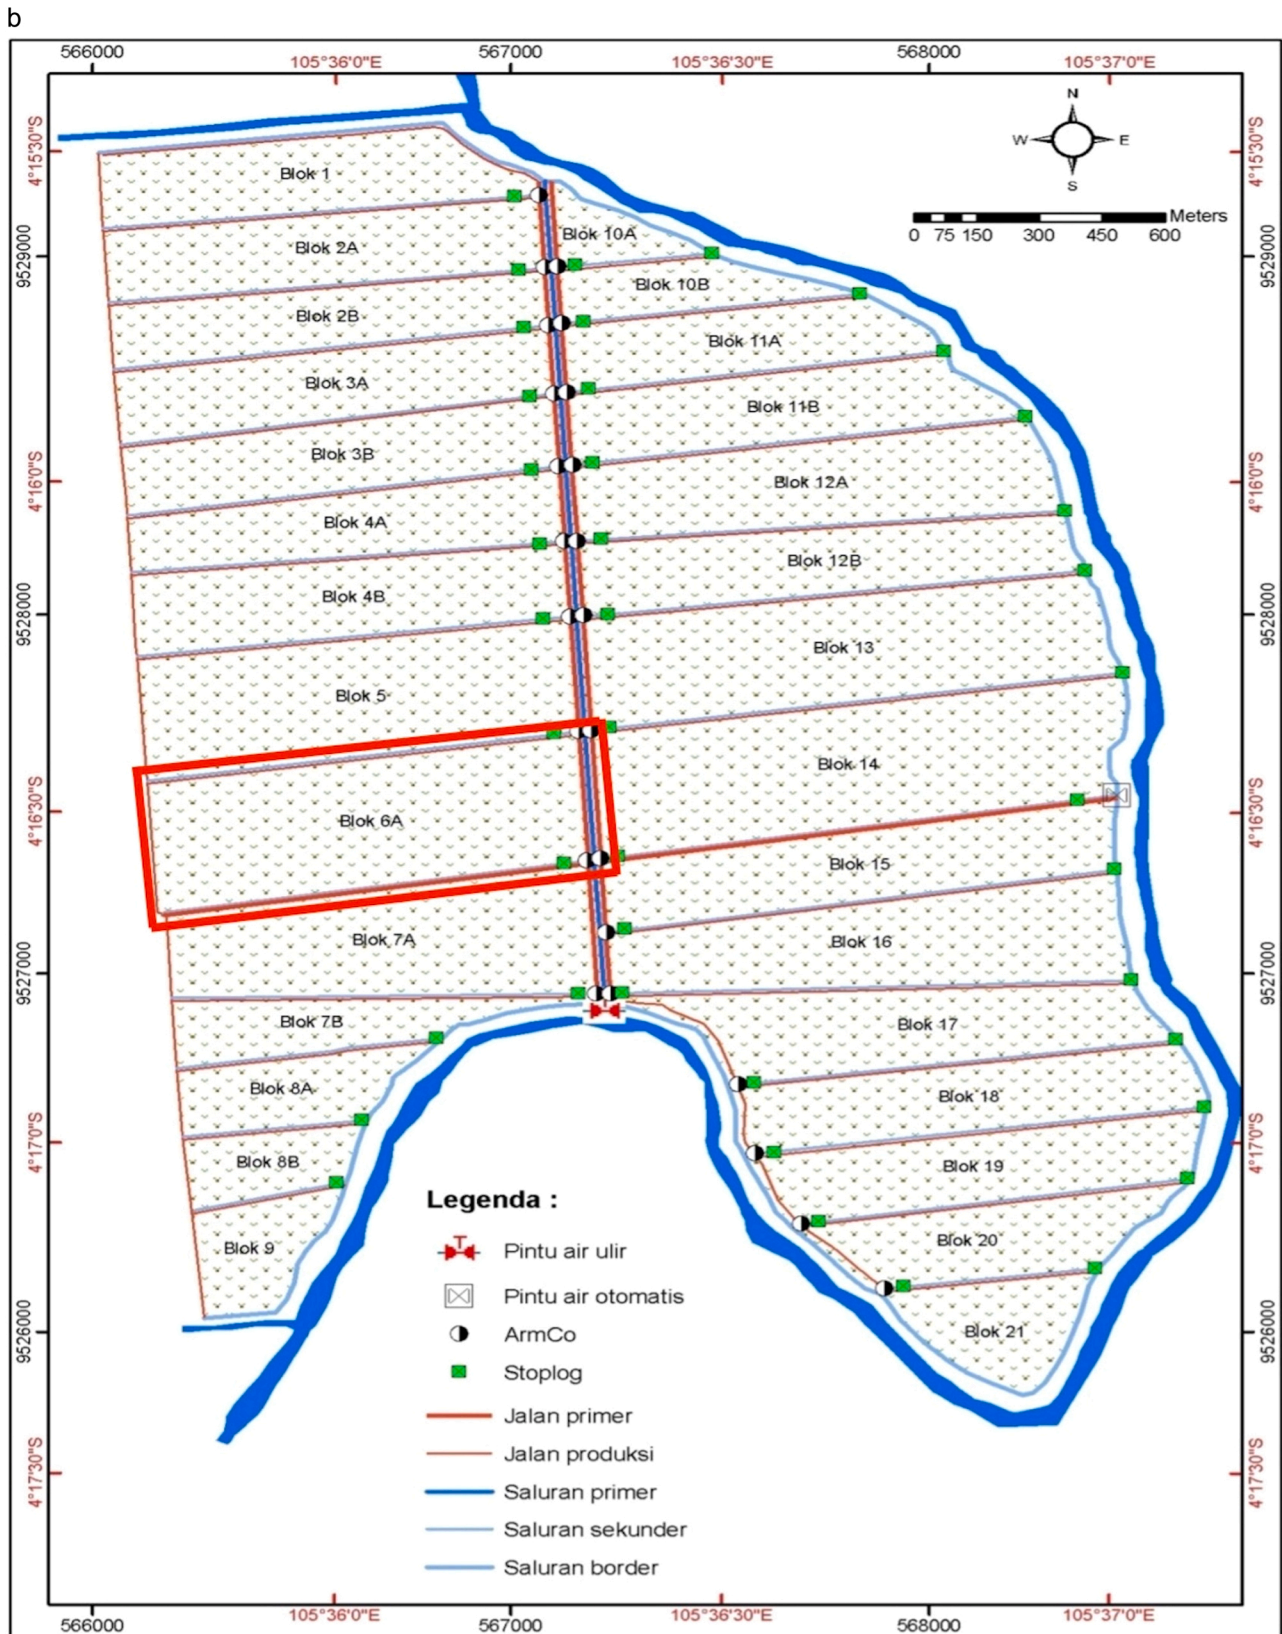 b
566000 567000 568000
105°36'0"E 105°36'30"E 105°37'0"E
N
W E
S
Meters
0 75 150 300 450 600
4°15'30"S 4°15'30"S
9529000 9529000
4°16'0"S 4°16'0"S
9528000 9528000
4°16'30"S 4°16'30"S
9527000 9527000
4°17'0"S 4°17'0"S
9526000 9526000
4°17'30"S 4°17'30"S
Blok 1
Blok 2A
Blok 2B
Blok 3A
Blok 3B
Blok 4A
Blok 4B
Blok 5
Blok 6A
Blok 7A
Blok 7B
Blok 8A
Blok 8B
Blok 9
Blok 10A
Blok 10B
Blok 11A
Blok 11B
Blok 12A
Blok 12B
Blok 13
Blok 14
Blok 15
Blok 16
Blok 17
Blok 18
Blok 19
Blok 20
Blok 21
Legenda :
Pintu air ulir
Pintu air otomatis
ArmCo
Stoplog
Jalan primer
Jalan produksi
Saluran primer
Saluran sekunder
Saluran border
105°36'0"E 105°36'30"E 105°37'0"E
566000 567000 568000